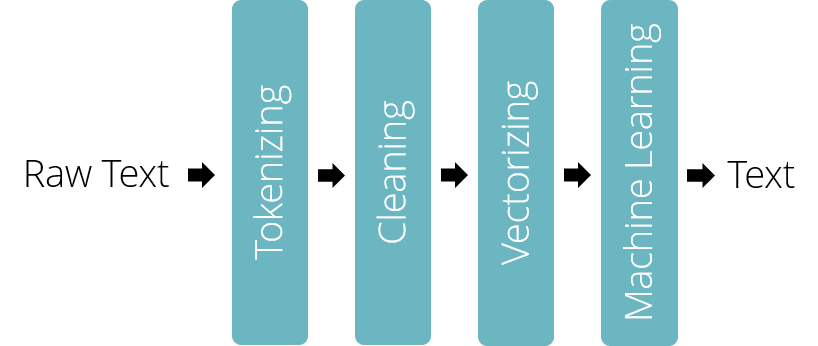 Raw Text
Tokenizing
Cleaning
Vectorizing
Machine Learning
Text